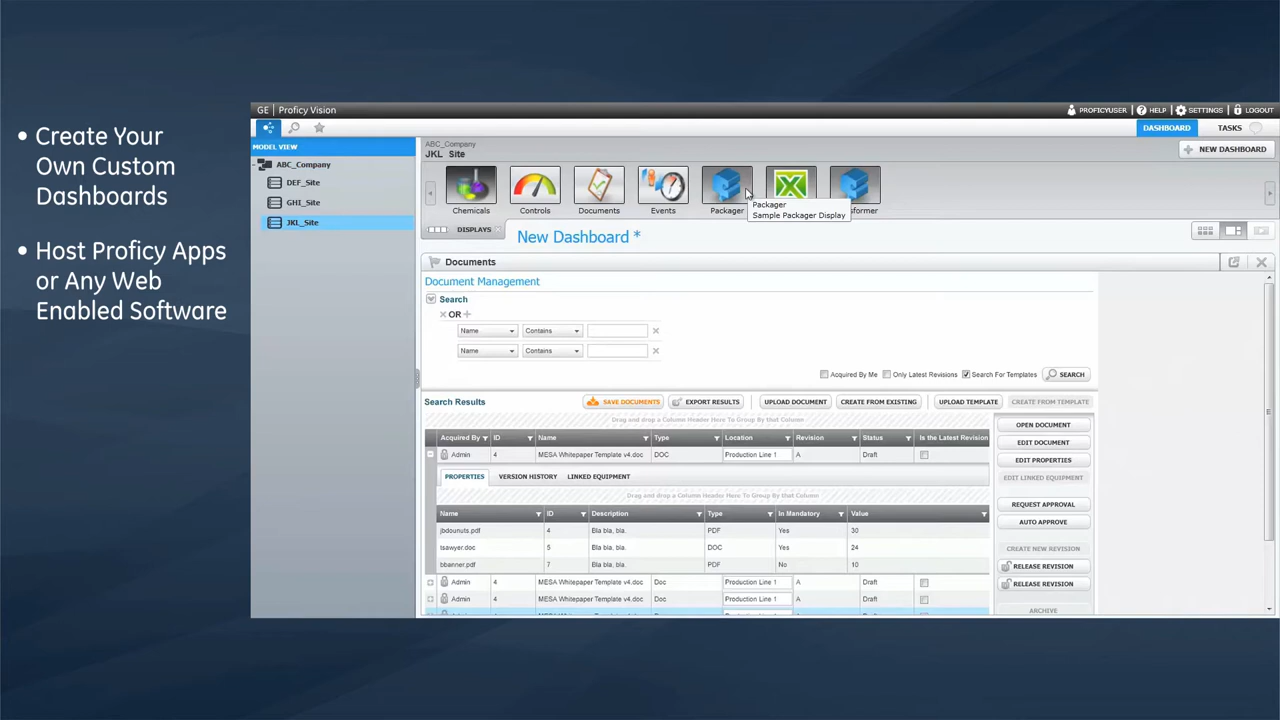 • Create Your
Own Custom
Dashboards
• Host Proficy Apps
or Any Web
Enabled Software
GE | Proficy Vision
PROFICYUSER
HELP
SETTINGS
LOGOUT
DASHBOARD
TASKS
MODEL VIEW
ABC_Company
DEF_Site
GHI_Site
JKL_Site
ABC_Company
JKL Site
NEW DASHBOARD
Chemicals
Controls
Documents
Events
Packager
former
Packager
Sample Packager Display
DISPLAYS
New Dashboard *
Documents
Document Management
Search
OR
Name Contains
Name Contains
Acquired By Me
Only Latest Revisions
Search For Templates
SEARCH
Search Results
SAVE DOCUMENTS
EXPORT RESULTS
UPLOAD DOCUMENT
CREATE FROM EXISTING
UPLOAD TEMPLATE
CREATE FROM TEMPLATE
Drag and drop a Column Header Here To Group By that Column
Acquired By ID Name Type Location Revision Status Is the Latest Revision
Admin 4 MESA Whitepaper Template v4.doc DOC Production Line 1 A Draft
PROPERTIES VERSION HISTORY LINKED EQUIPMENT
Drag and drop a Column Header Here To Group By that Column
Name ID Description Type In Mandatory Value
jbdounuts.pdf 4 Bla bla, bla. PDF Yes 30
tsawyer.doc 5 Bla bla, bla. DOC Yes 24
bbanner.pdf 7 Bla bla, bla. PDF No 10
Admin 4 MESA Whitepaper Template v4.doc Doc Production Line 1 A Draft
Admin 4 MESA Whitepaper Template v4.doc Doc Production Line 1 A Draft
OPEN DOCUMENT
EDIT DOCUMENT
EDIT PROPERTIES
EDIT LINKED EQUIPMENT
REQUEST APPROVAL
AUTO APPROVE
CREATE NEW REVISION
RELEASE REVISION
RELEASE REVISION
ARCHIVE